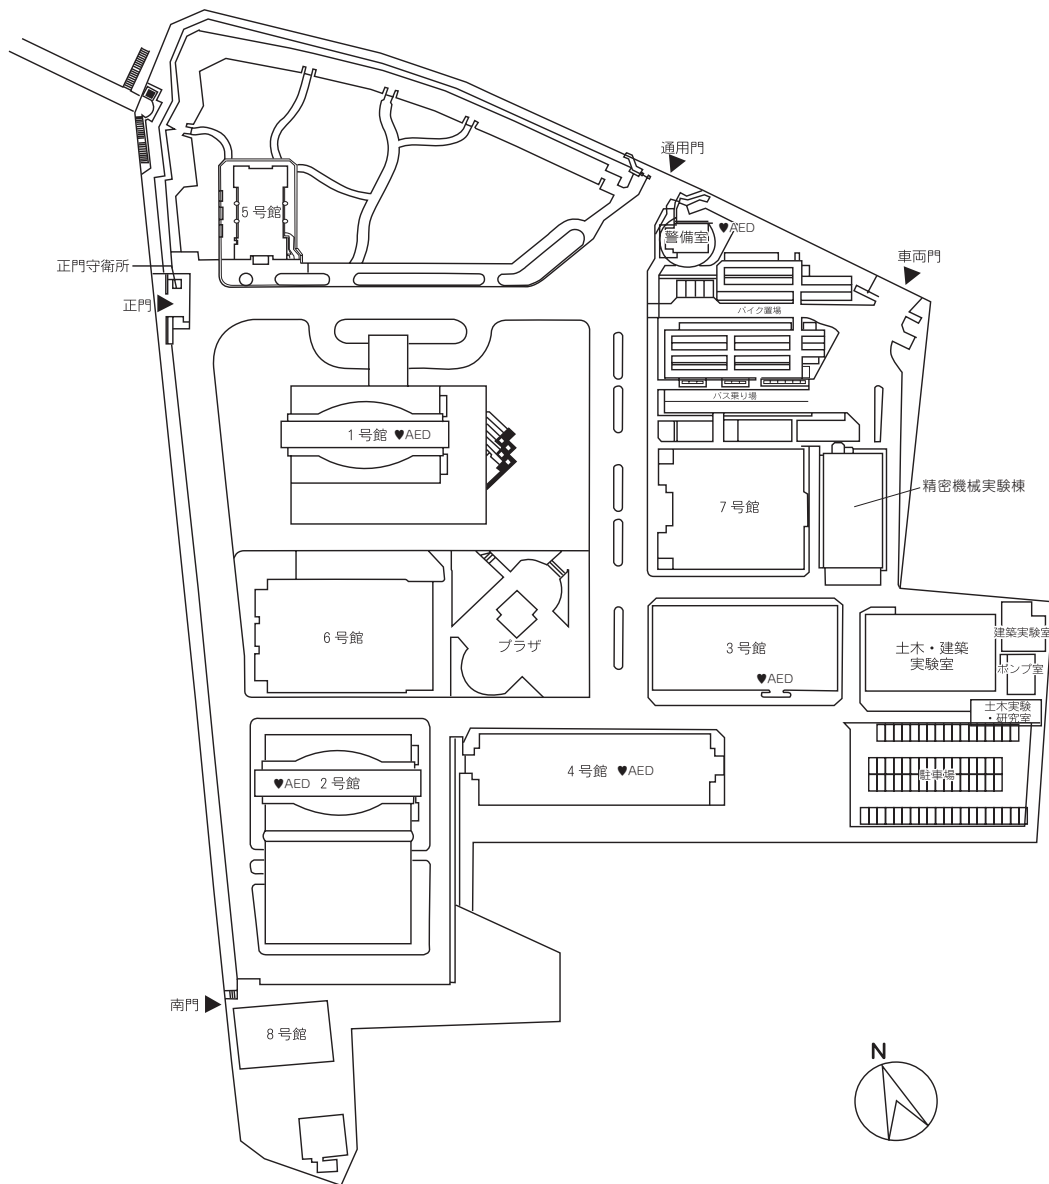 通用門
5 号館
警備室
♥AED
車両門
正門守衛所
正門
バイク置場
バス乗り場
1 号館 ♥AED
精密機械実験棟
7 号館
6 号館
プラザ
3 号館
♥AED
土木・建築
実験室
建築実験室
ポンプ室
土木実験
・研究室
♥AED 2 号館
4 号館 ♥AED
駐車場
南門
8 号館
N